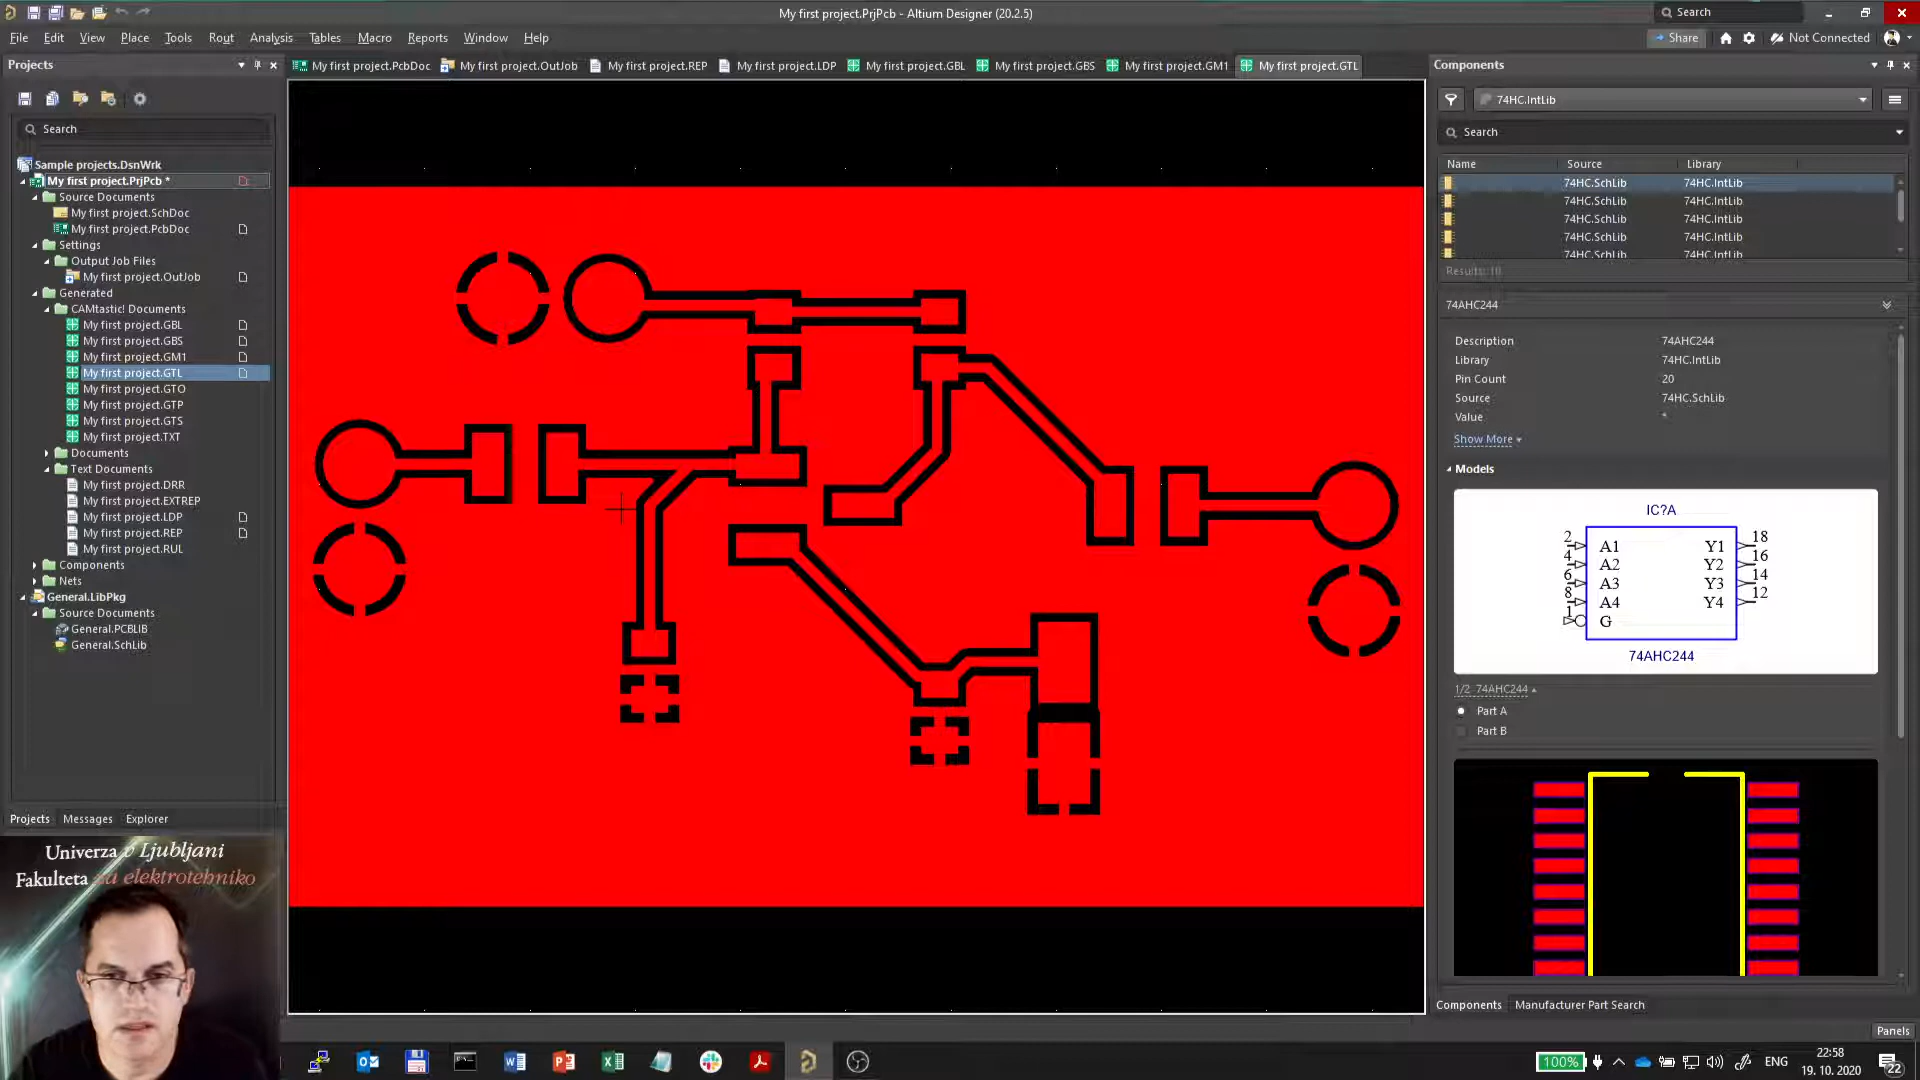 My first project.PrjPcb - Altium Designer (20.2.5)
Search
File Edit View Place Tools Rout Analysis Tables Macro Reports Window Help
Share
Not Connected
Projects
My first project.PcbDoc
My first project.OutJob
My first project.REP
My first project.LDP
My first project.GBL
My first project.GBS
My first project.GM1
My first project.GTL
Search
Sample projects.DsnWrk
My first project.PrjPcb *
Source Documents
My first project.SchDoc
My first project.PcbDoc
Settings
Output Job Files
My first project.OutJob
Generated
CAMtastic! Documents
My first project.GBL
My first project.GBS
My first project.GM1
My first project.GTL
My first project.GTO
My first project.GTP
My first project.GTS
My first project.TXT
Documents
Text Documents
My first project.DRR
My first project.EXTREP
My first project.LDP
My first project.REP
My first project.RUL
Components
Nets
General.LibPkg
Source Documents
General.PCBLIB
General.SchLib
Projects Messages Explorer
Univerza v Ljubljani
Fakulteta za elektrotehniko
Components
74HC.IntLib
Search
Name Source Library
74HC.SchLib 74HC.IntLib
74HC.SchLib 74HC.IntLib
74HC.SchLib 74HC.IntLib
74HC.SchLib 74HC.IntLib
74HC.SchLib 74HC.IntLib
Results: 10
74AHC244
Description 74AHC244
Library 74HC.IntLib
Pin Count 20
Source 74HC.SchLib
Value *
Show More
Models
IC?A
2 A1 Y1 18
4 A2 Y2 16
6 A3 Y3 14
8 A4 Y4 12
1 G
74AHC244
1/2 74AHC244
Part A
Part B
Components Manufacturer Part Search
Panels
100%
ENG
22:58
19. 10. 2020
22